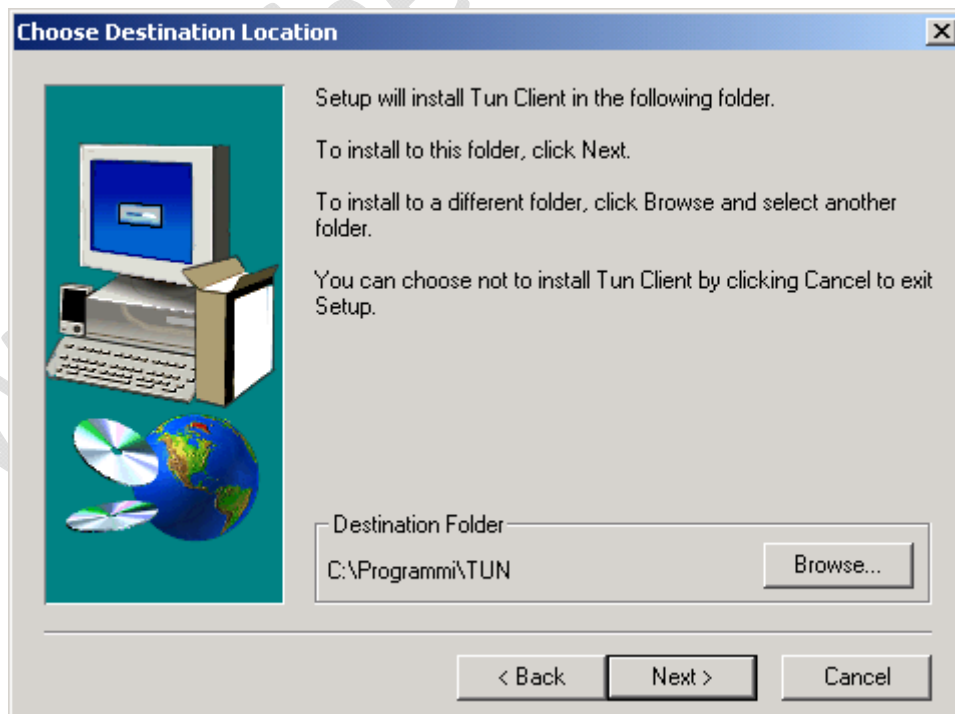 Choose Destination Location
Setup will install Tun Client in the following folder.
To install to this folder, click Next.
To install to a different folder, click Browse and select another
folder.
You can choose not to install Tun Client by clicking Cancel to exit
Setup.
Destination Folder
C:\Programmi\TUN
Browse...
< Back
Next >
Cancel